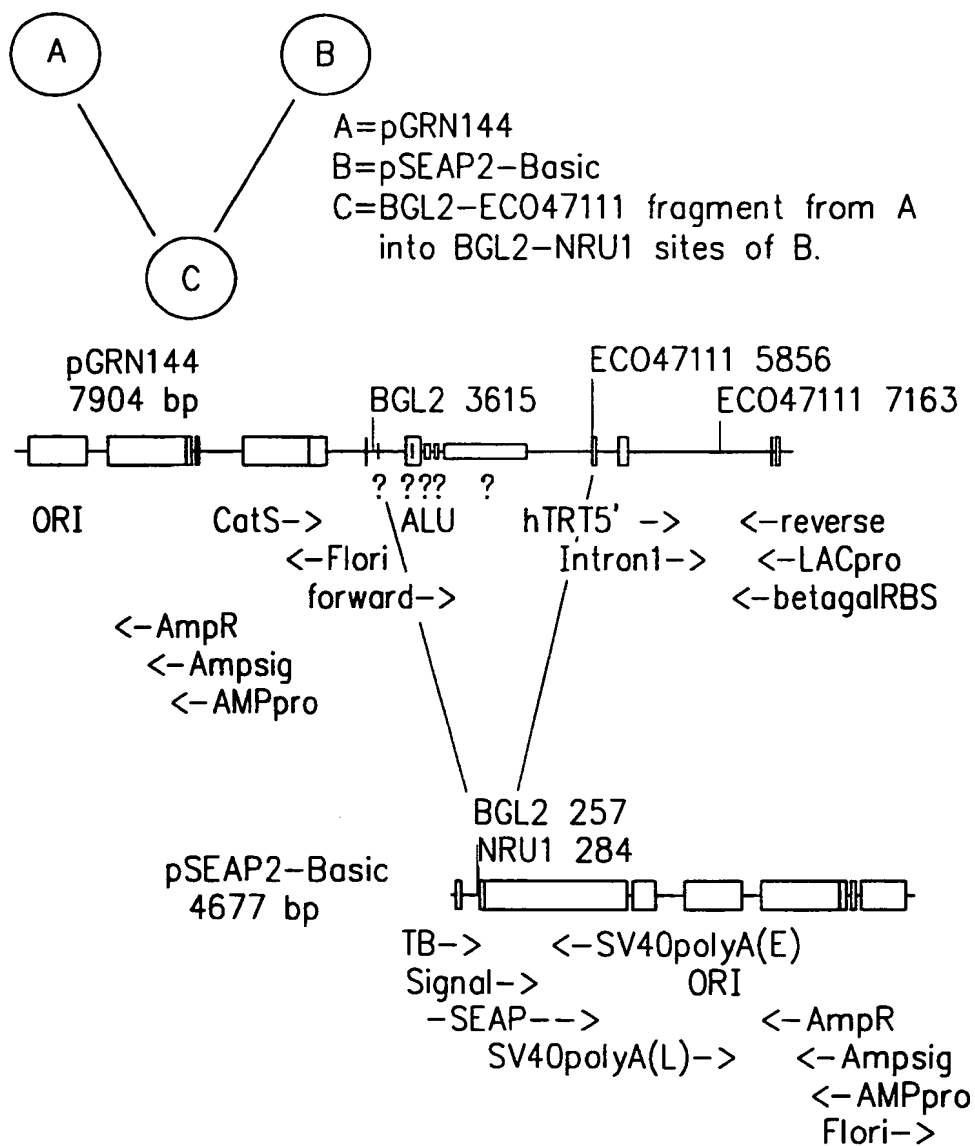 A
B
A=pGRN144
B=pSEAP2-Basic
C=BGL2-ECO47111 fragment from A
into BGL2-NRU1 sites of B.
C
pGRN144
7904 bp
BGL2 3615
ECO47111 5856
ECO47111 7163
? ? ?? ?
ORI
CatS->
ALU
hTRT5' ->
<-reverse
<-Flori
Intron1->
<-LACpro
forward->
<-betagalRBS
<-AmpR
<-Ampsig
<-AMPpro
BGL2 257
NRU1 284
pSEAP2-Basic
4677 bp
TB->
<-SV40polyA(E)
Signal->
ORI
-SEAP-->
<-AmpR
SV40polyA(L)->
<-Ampsig
<-AMPpro
Flori->